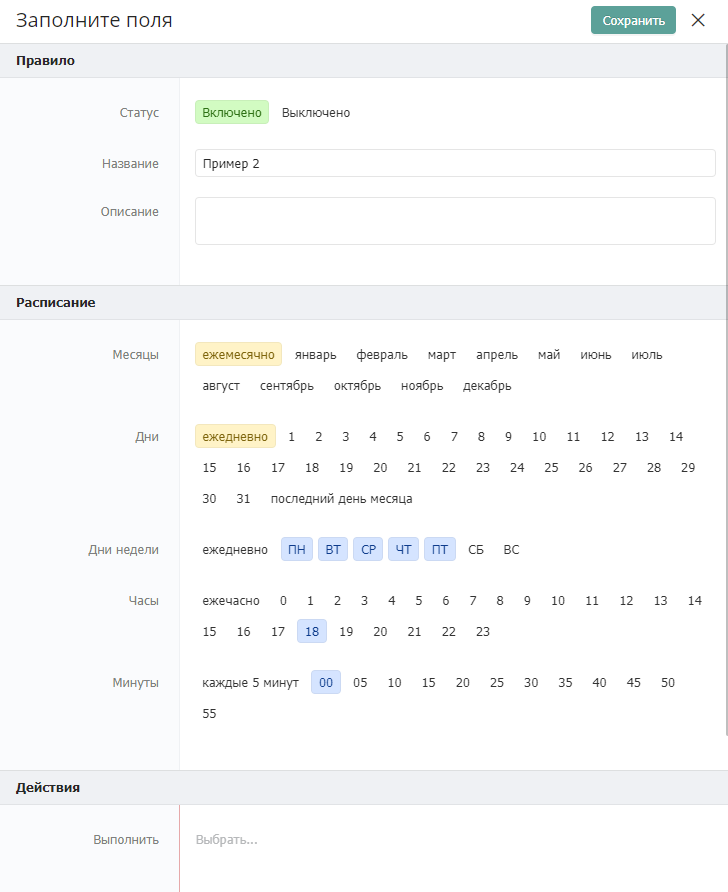 Заполните поля Сохранить
Правило
Статус Включено Выключено
Название Пример 2
Описание
Расписание
Месяцы ежемесячно январь февраль март апрель май июнь июль
август сентябрь октябрь ноябрь декабрь
Дни ежедневно 1 2 3 4 5 6 7 8 9 10 11 12 13 14
15 16 17 18 19 20 21 22 23 24 25 26 27 28 29
30 31 последний день месяца
Дни недели ежедневно ПН ВТ СР ЧТ ПТ СБ ВС
Часы ежечасно 0 1 2 3 4 5 6 7 8 9 10 11 12 13 14
15 16 17 18 19 20 21 22 23
Минуты каждые 5 минут 00 05 10 15 20 25 30 35 40 45 50
55
Действия
Выполнить Выбрать...